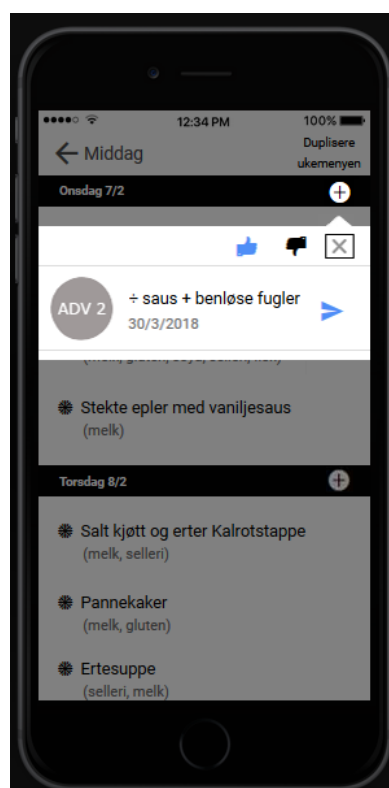 12:34 PM
100%
Middag
Duplisere
ukemenyen
Onsdag 7/2
ADV 2
÷ saus + benløse fugler
30/3/2018
Stekte epler med vaniljesaus
(melk)
Torsdag 8/2
Salt kjøtt og erter Kalrotstappe
(melk, selleri)
Pannekaker
(melk, gluten)
Ertesuppe
(selleri, melk)